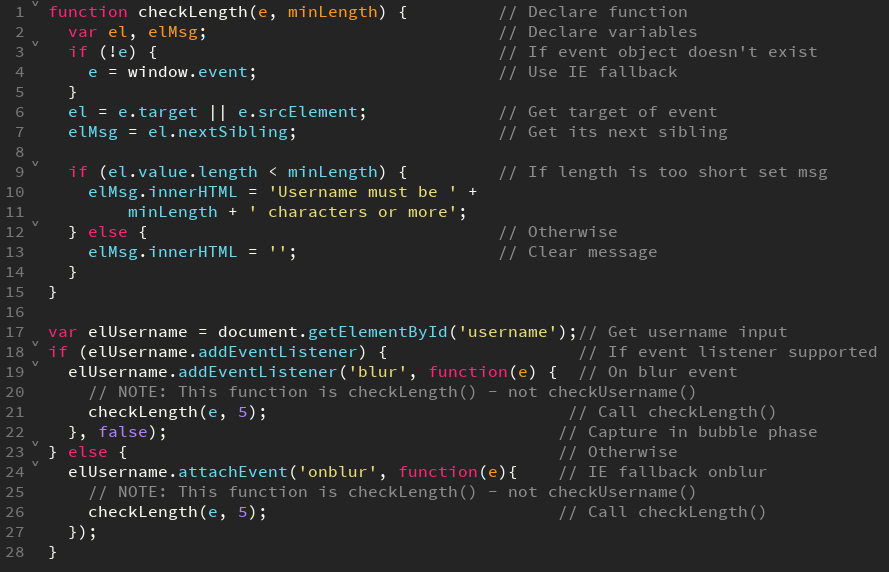 1 function checkLength(e, minLength) {         // Declare function
2   var el, elMsg;                             // Declare variables
3   if (!e) {                                  // If event object doesn't exist
4     e = window.event;                        // Use IE fallback
5   }
6   el = e.target || e.srcElement;             // Get target of event
7   elMsg = el.nextSibling;                    // Get its next sibling
8
9   if (el.value.length < minLength) {         // If length is too short set msg
10     elMsg.innerHTML = 'Username must be ' +
11         minLength + ' characters or more';
12   } else {                                   // Otherwise
13     elMsg.innerHTML = '';                    // Clear message
14   }
15 }
16
17 var elUsername = document.getElementById('username');// Get username input
18 if (elUsername.addEventListener) {                   // If event listener supported
19   elUsername.addEventListener('blur', function(e) {  // On blur event
20     // NOTE: This function is checkLength() - not checkUsername()
21     checkLength(e, 5);                              // Call checkLength()
22   }, false);                                       // Capture in bubble phase
23 } else {                                           // Otherwise
24   elUsername.attachEvent('onblur', function(e){    // IE fallback onblur
25     // NOTE: This function is checkLength() - not checkUsername()
26     checkLength(e, 5);                             // Call checkLength()
27   });
28 }